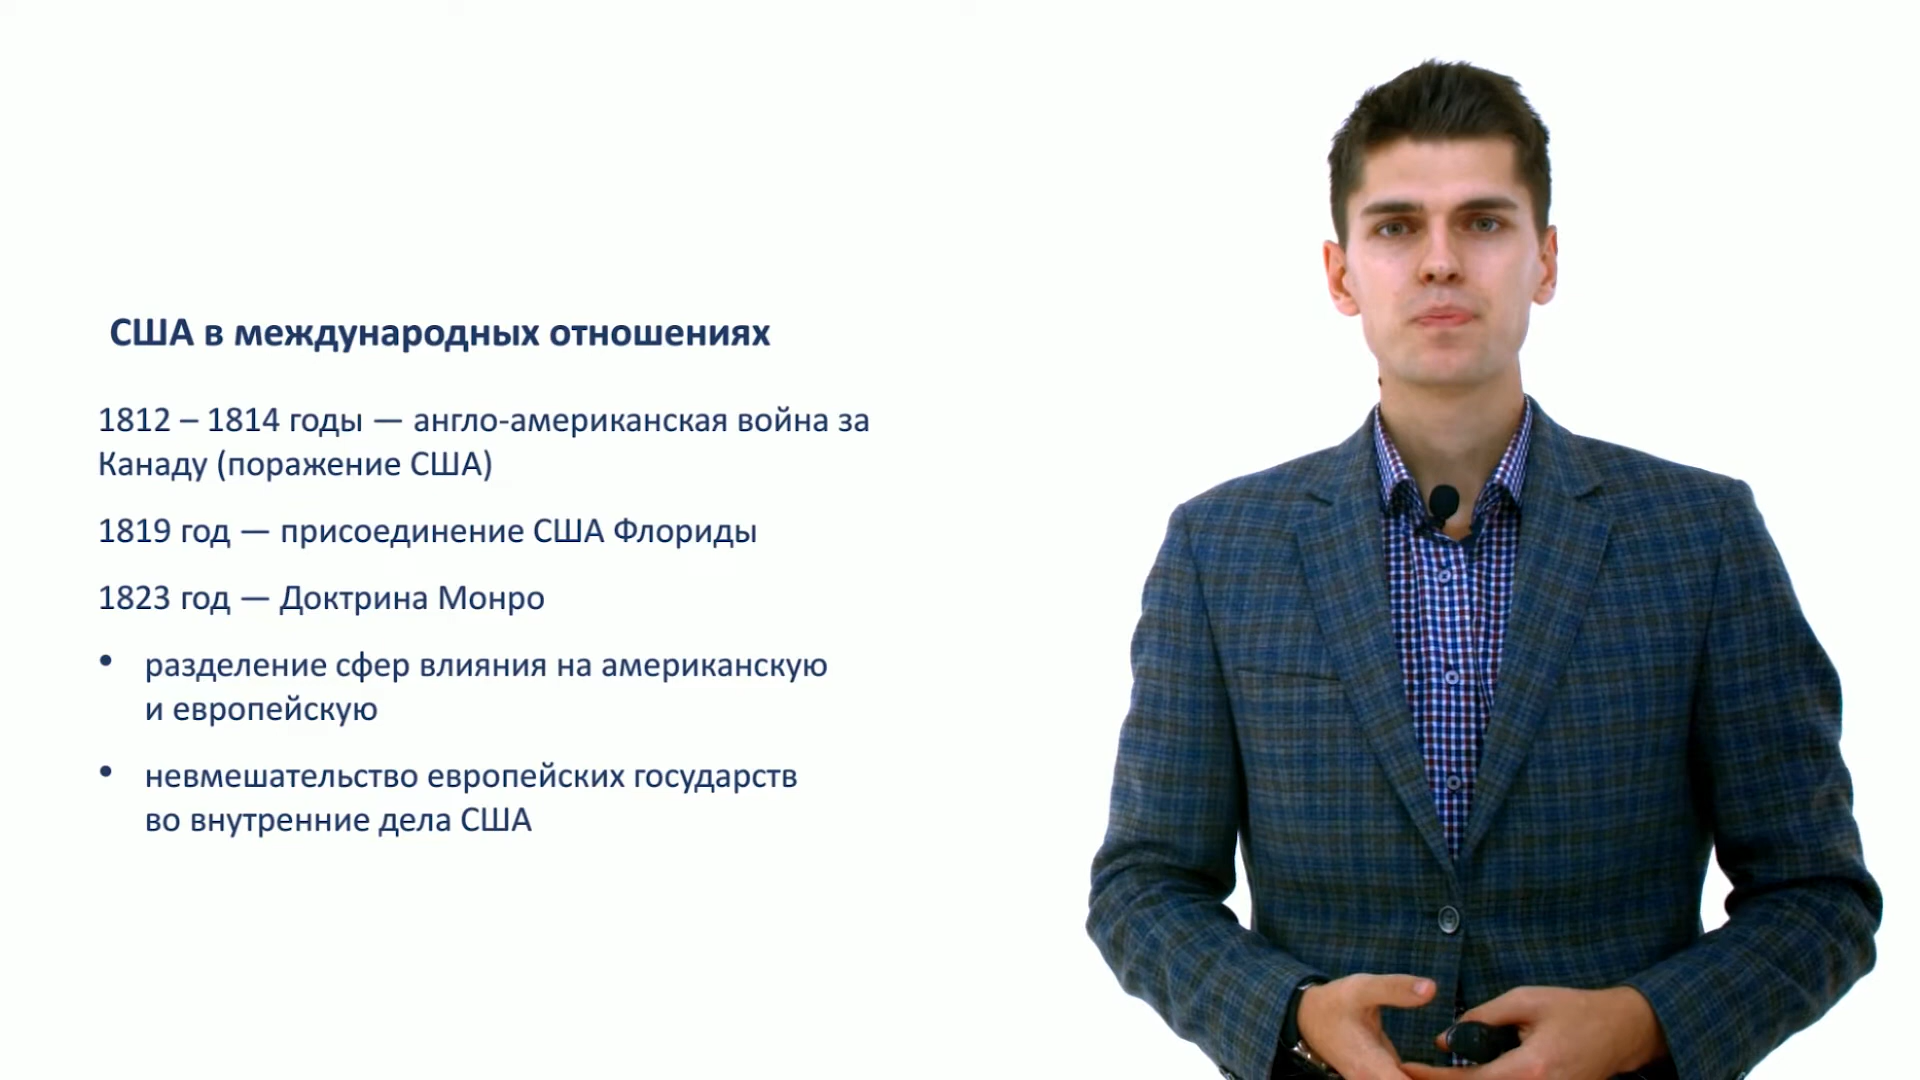 США в международных отношениях
1812 – 1814 годы — англо-американская война за
Канаду (поражение США)
1819 год — присоединение США Флориды
1823 год — Доктрина Монро
• разделение сфер влияния на американскую
и европейскую
• невмешательство европейских государств
во внутренние дела США